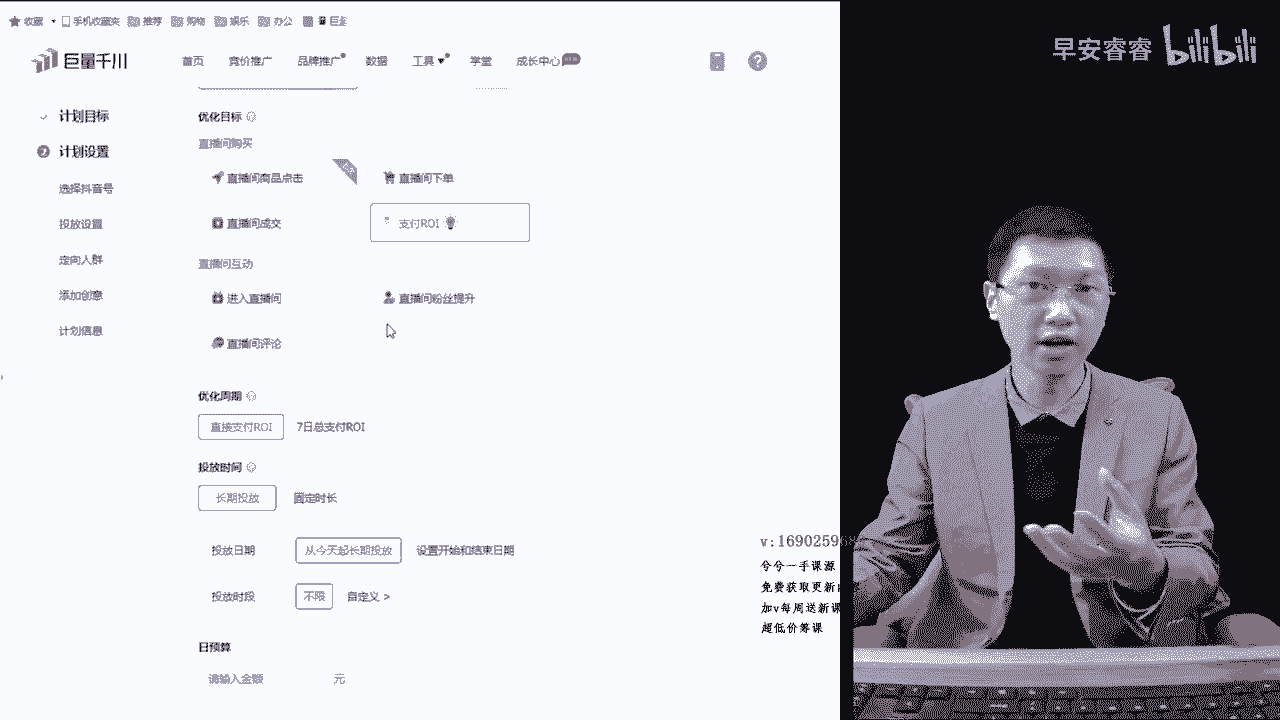 收藏 手机收藏夹 推荐 购物 娱乐 办公 巨量
早安睿睿 bilibili
巨量千川 首页 竞价推广 品牌推广 数据 工具 学堂 成长中心 NEW
计划目标
计划设置
选择抖音号
投放设置
定向人群
添加创意
计划信息
优化目标
直播间购买
直播间商品点击 直播间下单
直播间成交 支付ROI
直播间互动
进入直播间 直播间粉丝提升
直播间评论
优化周期
直接支付ROI 7日总支付ROI
投放时间
长期投放 固定时长
投放日期 从今天起长期投放 设置开始和结束日期
投放时段 不限 自定义 >
日预算
请输入金额 元
v:16902596
兮兮一手课源
免费获取更新
加v每周送新课
超低价筹课